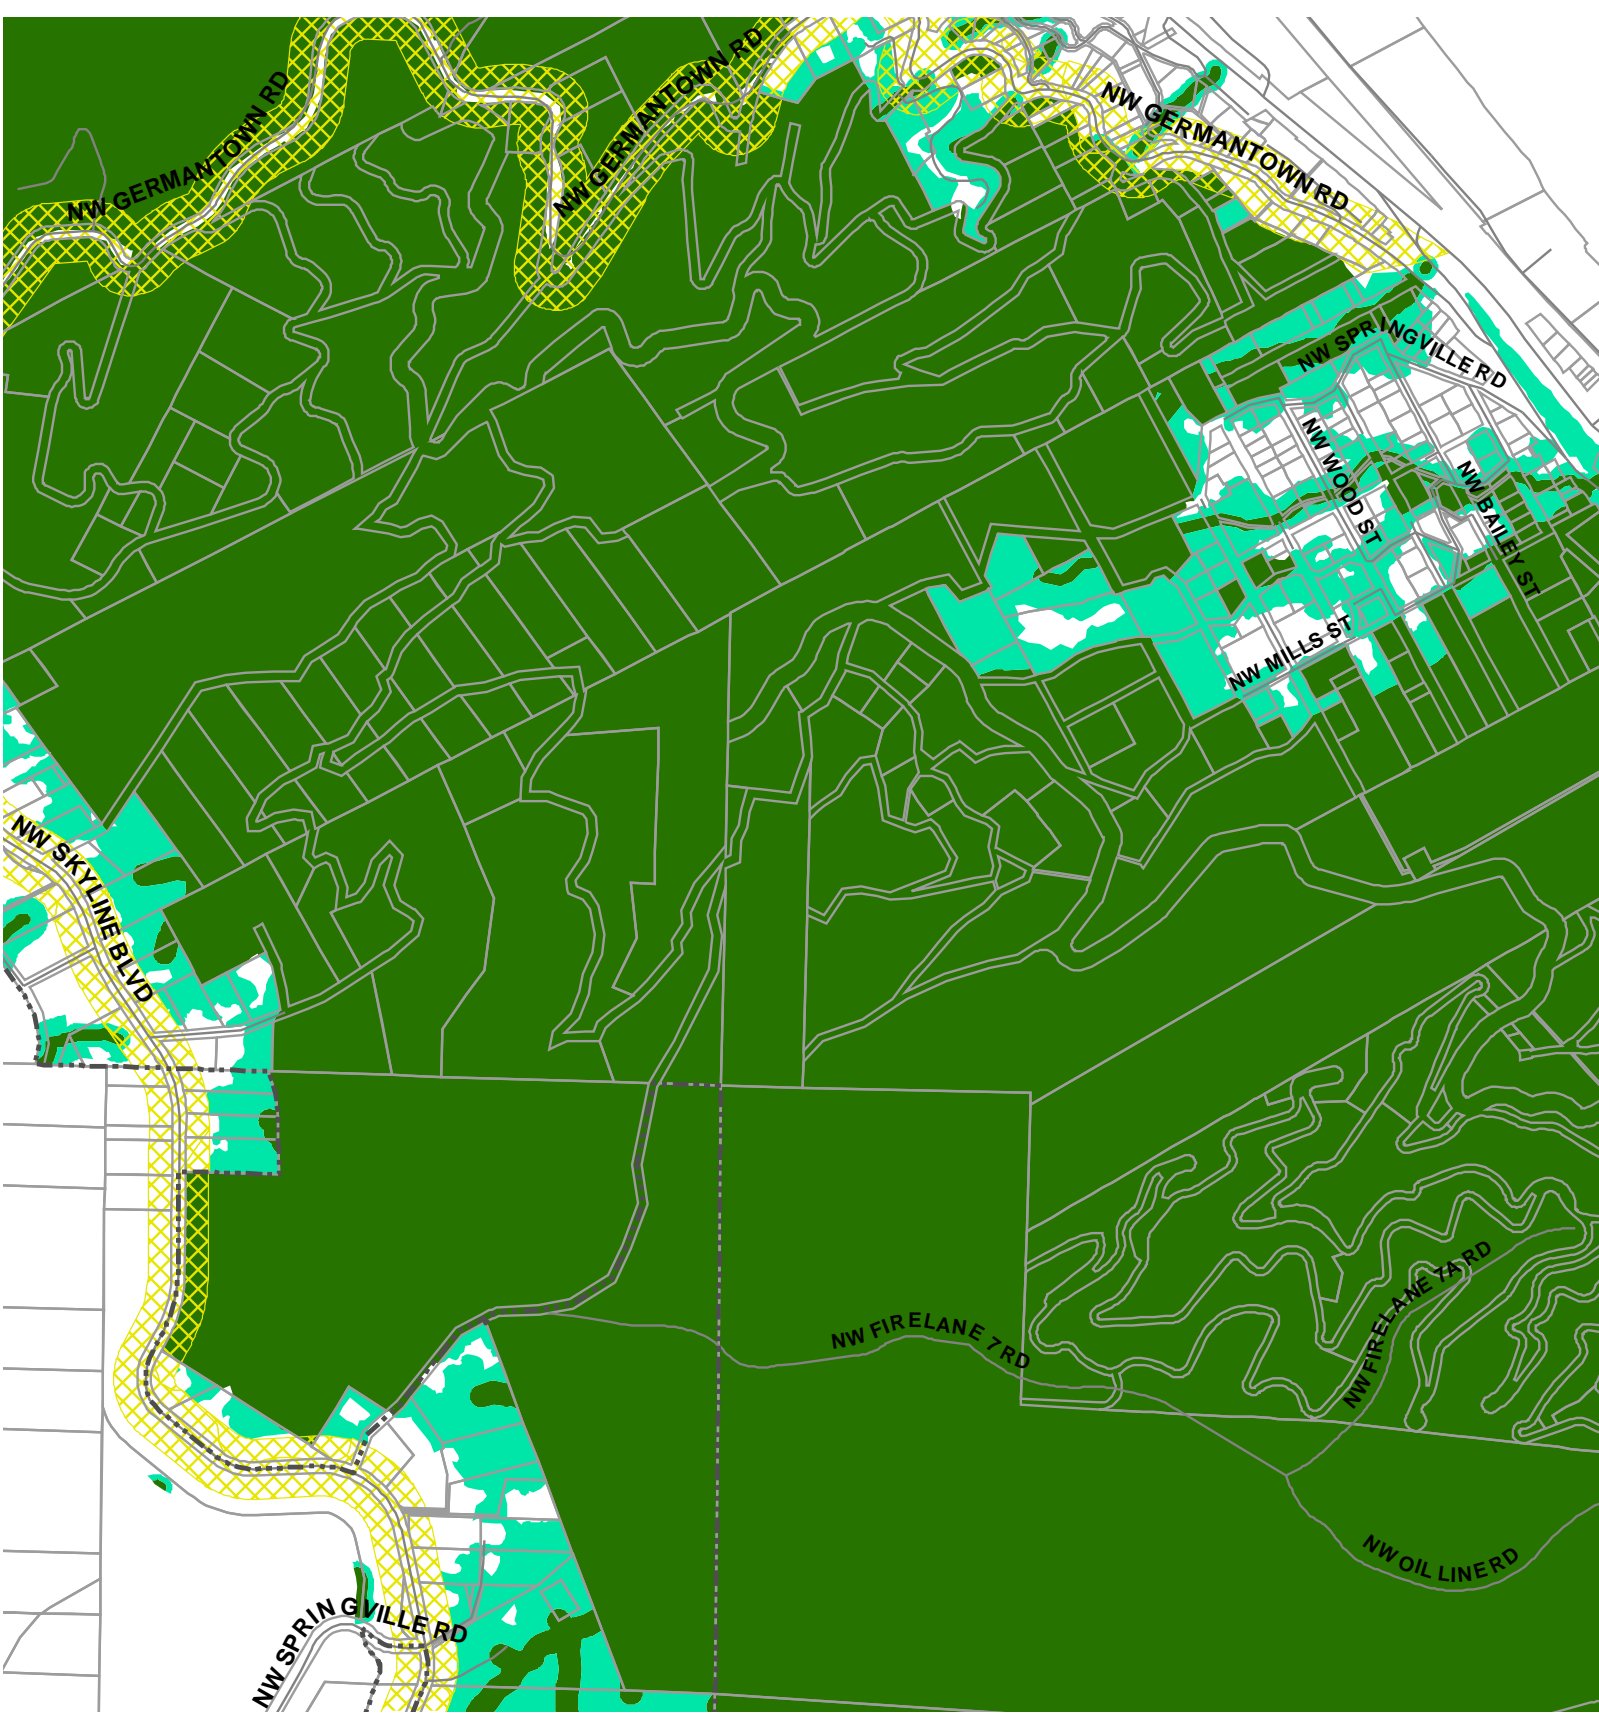 NW GERMANTOWN RD
NW GERMANTOWN RD
NW GERMANTOWN RD
NW SPRINGVILLE RD
NW WOOD ST
NW BAILEY ST
NW MILLS ST
NW SKYLINE BLVD
NW FIRELANE 7A RD
NW FIRELANE 7 RD
NW OIL LINE RD
NW SPRINGVILLE RD